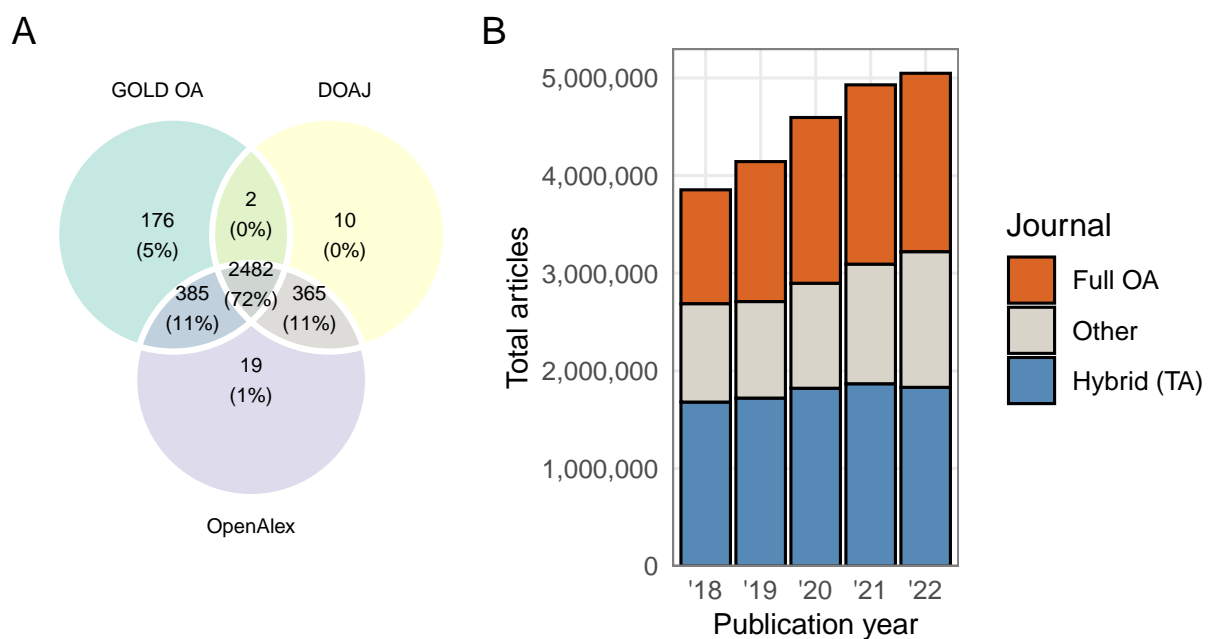 A
GOLD OA
DOAJ
176
(5%)
2
(0%)
10
(0%)
2482
(72%)
385
(11%)
365
(11%)
19
(1%)
OpenAlex
B
Total articles
5,000,000
4,000,000
3,000,000
2,000,000
1,000,000
0
'18 '19 '20 '21 '22
Publication year
Journal
Full OA
Other
Hybrid (TA)